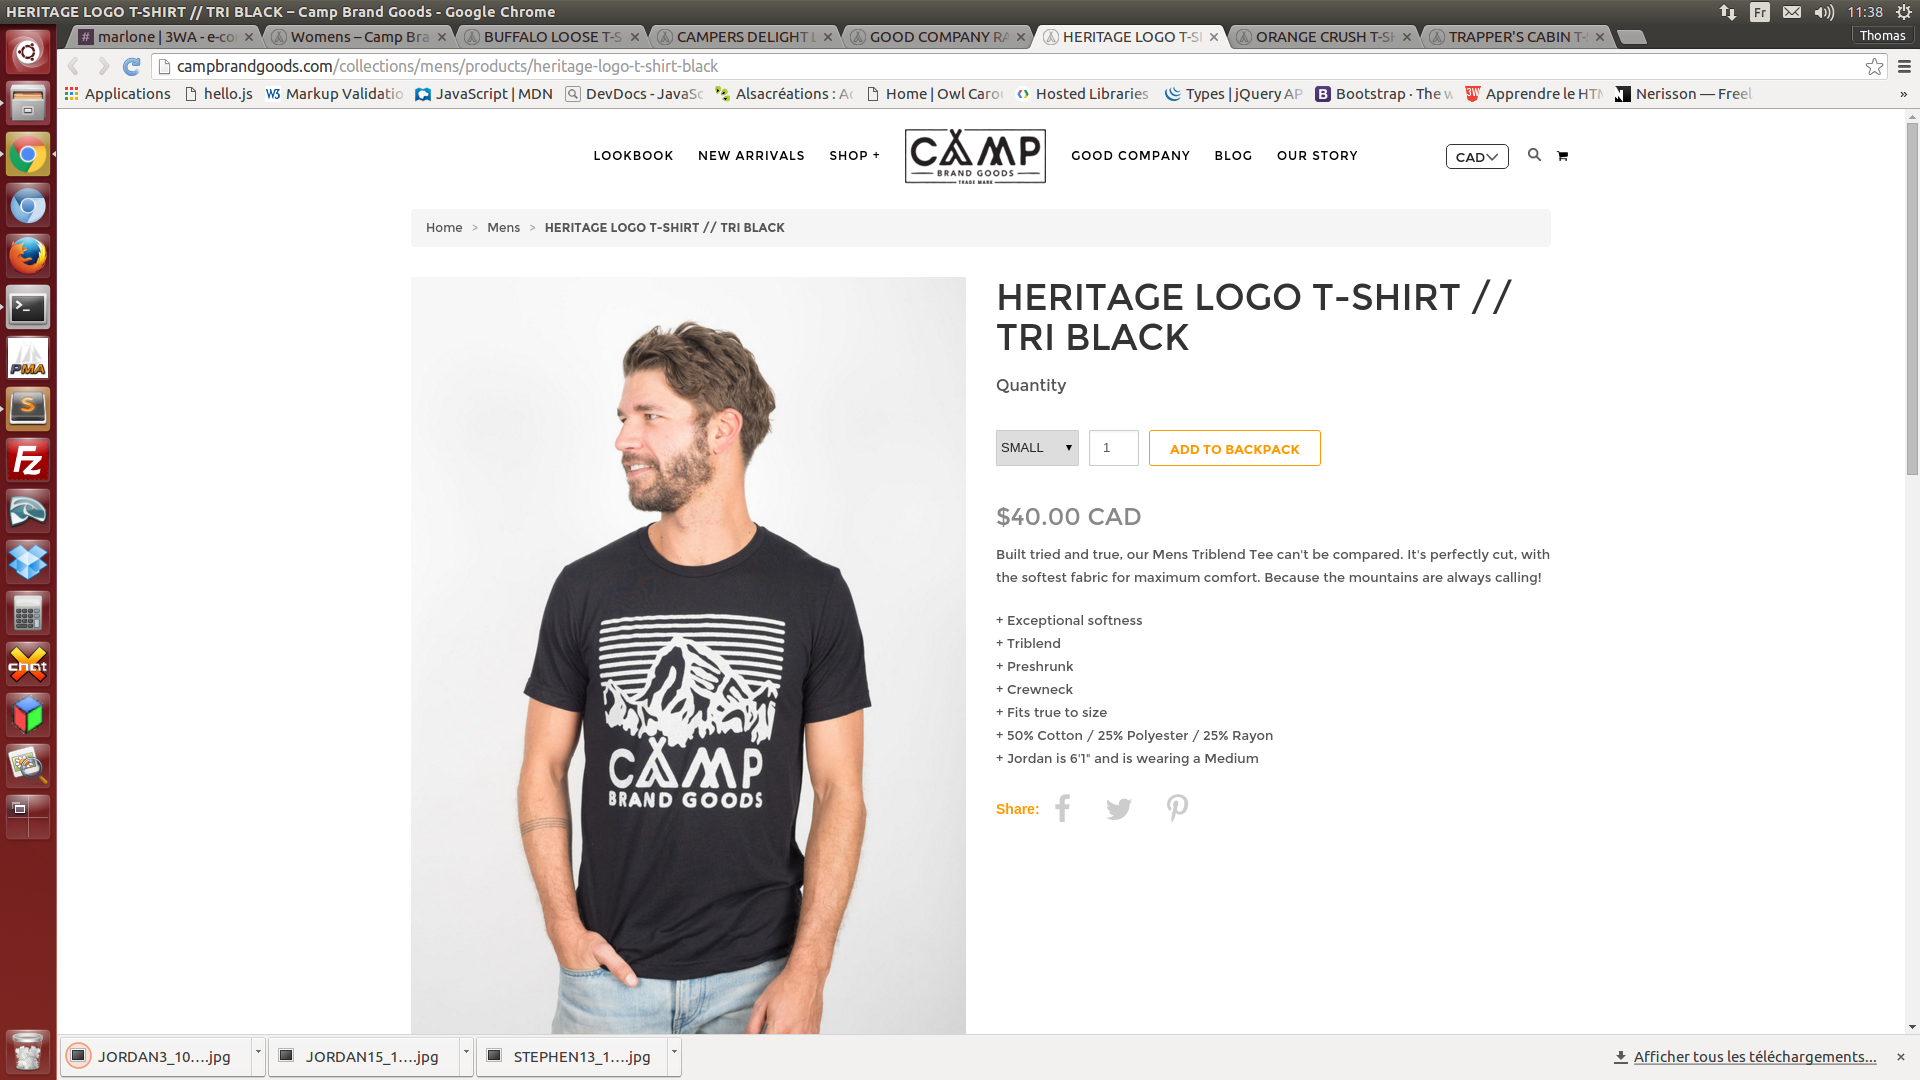 HERITAGE LOGO T-SHIRT // TRI BLACK – Camp Brand Goods - Google Chrome
Fr
11:38
marlone | 3WA - e-co
Womens – Camp Bra
BUFFALO LOOSE T-S
CAMPERS DELIGHT L
GOOD COMPANY RA
HERITAGE LOGO T-S
ORANGE CRUSH T-SH
TRAPPER'S CABIN T-
Thomas
campbrandgoods.com/collections/mens/products/heritage-logo-t-shirt-black
Applications
hello.js
Markup Validatio
JavaScript | MDN
DevDocs - JavaSc
Alsacréations : Ac
Home | Owl Carou
Hosted Libraries
Types | jQuery AP
Bootstrap · The w
Apprendre le HTM
Nerisson — Freel
»
LOOKBOOK
NEW ARRIVALS
SHOP +
CAMP
BRAND GOODS
TRADE MARK
GOOD COMPANY
BLOG
OUR STORY
CAD
Home > Mens > HERITAGE LOGO T-SHIRT // TRI BLACK
HERITAGE LOGO T-SHIRT //
TRI BLACK
Quantity
SMALL
1
ADD TO BACKPACK
$40.00 CAD
Built tried and true, our Mens Triblend Tee can't be compared. It's perfectly cut, with
the softest fabric for maximum comfort. Because the mountains are always calling!
+ Exceptional softness
+ Triblend
+ Preshrunk
+ Crewneck
+ Fits true to size
+ 50% Cotton / 25% Polyester / 25% Rayon
+ Jordan is 6'1" and is wearing a Medium
Share:
CAMP
BRAND GOODS
PMA
S
Fz
X
chat
JORDAN3_10....jpg
JORDAN15_1....jpg
STEPHEN13_1....jpg
Afficher tous les téléchargements...